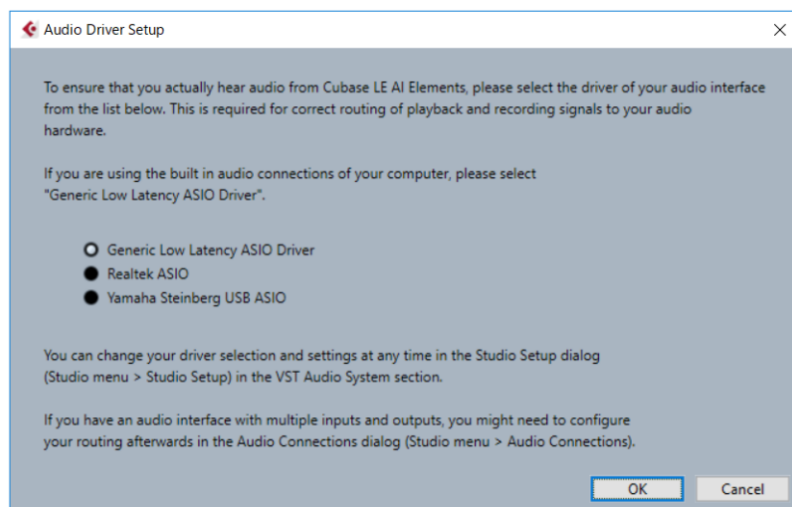 Audio Driver Setup
To ensure that you actually hear audio from Cubase LE AI Elements, please select the driver of your audio interface
from the list below. This is required for correct routing of playback and recording signals to your audio
hardware.
If you are using the built in audio connections of your computer, please select
"Generic Low Latency ASIO Driver".
Generic Low Latency ASIO Driver
Realtek ASIO
Yamaha Steinberg USB ASIO
You can change your driver selection and settings at any time in the Studio Setup dialog
(Studio menu > Studio Setup) in the VST Audio System section.
If you have an audio interface with multiple inputs and outputs, you might need to configure
your routing afterwards in the Audio Connections dialog (Studio menu > Audio Connections).
OK Cancel